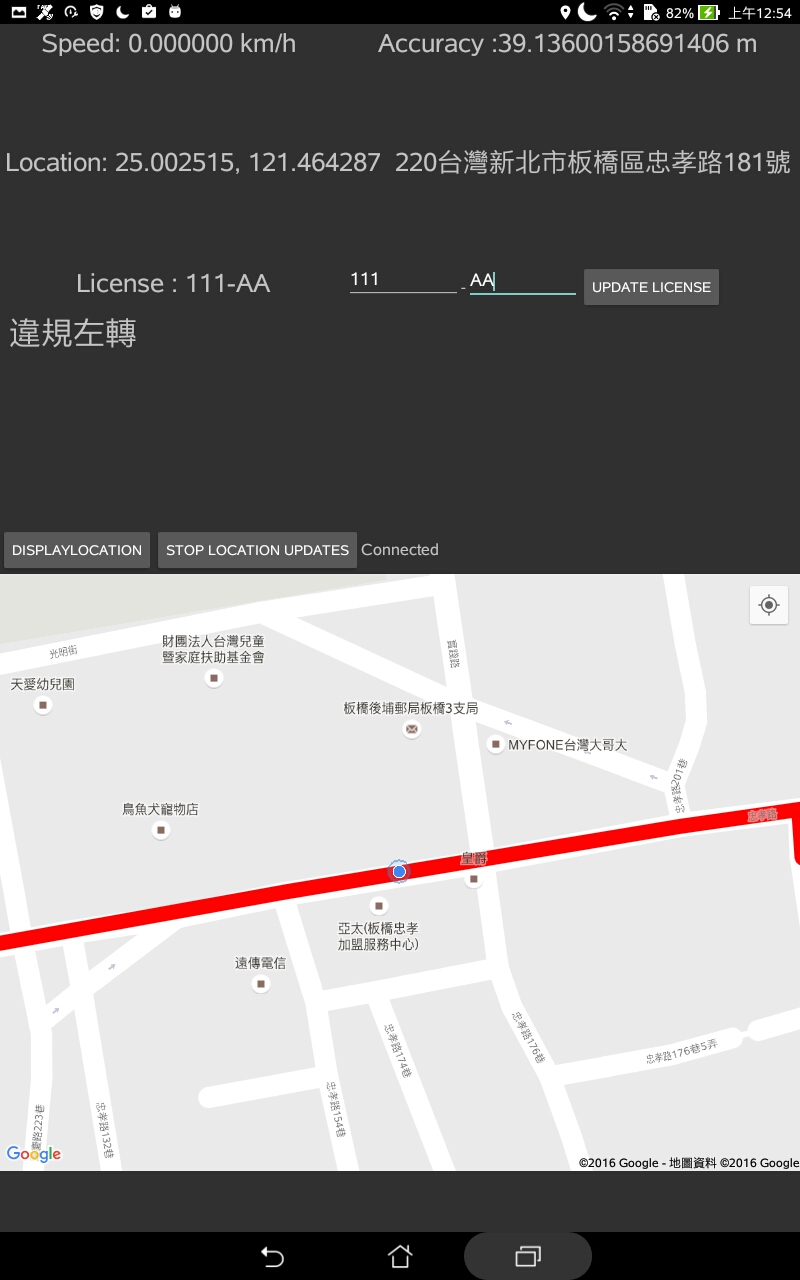 82% 上午12:54
Speed: 0.000000 km/h
Accuracy :39.13600158691406 m
Location: 25.002515, 121.464287 220台灣新北市板橋區忠孝路181號
License : 111-AA
111 - AA
UPDATE LICENSE
違規左轉
DISPLAYLOCATION
STOP LOCATION UPDATES
Connected
光明街
財團法人台灣兒童
暨家庭扶助基金會
實踐路
天愛幼兒園
板橋後埔郵局板橋3支局
MYFONE台灣大哥大
忠孝路201巷
鳥魚犬寵物店
忠孝路
皇爵
亞太(板橋忠孝
加盟服務中心)
遠傳電信
忠孝路174巷
忠孝路176巷
忠孝路176巷5弄
忠孝路154巷
忠孝路132巷
路223巷
Google
©2016 Google - 地圖資料 ©2016 Google